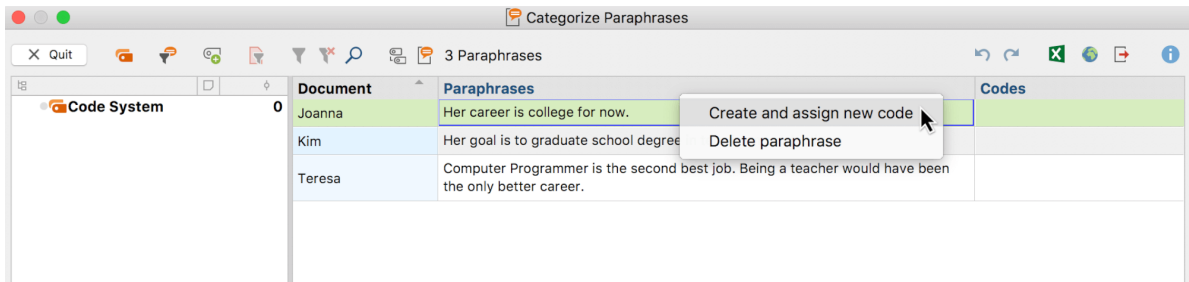 Categorize Paraphrases
X Quit
3 Paraphrases
Document Paraphrases Codes
Code System 0
Joanna Her career is college for now.
Create and assign new code
Kim Her goal is to graduate school degree
Delete paraphrase
Teresa Computer Programmer is the second best job. Being a teacher would have been
the only better career.